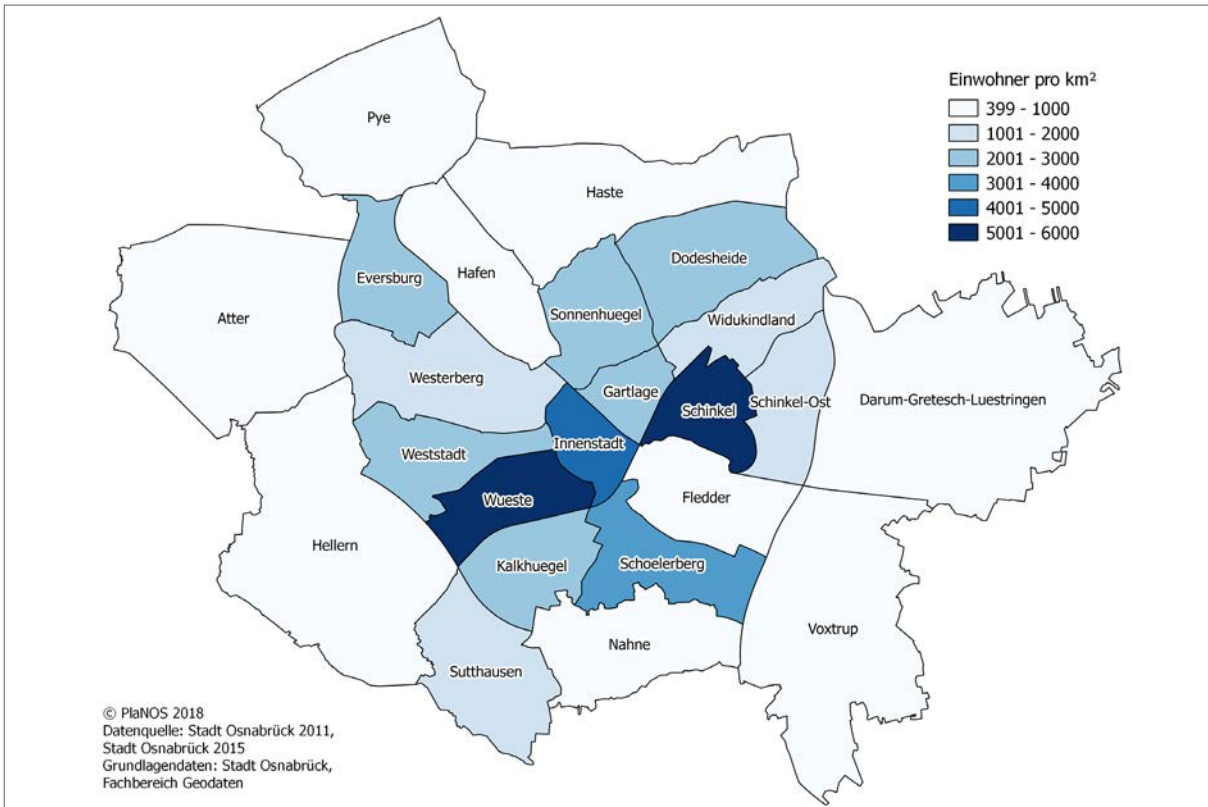 Einwohner pro km²
399 - 1000
1001 - 2000
2001 - 3000
3001 - 4000
4001 - 5000
5001 - 6000
Pye
Haste
Dodesheide
Hafen
Eversburg
Sonnenhuegel
Atter
Widukindland
Westerberg
Gartlage
Schinkel
Schinkel-Ost
Darum-Gretesch-Luestringen
Innenstadt
Weststadt
Wueste
Fledder
Hellern
Kalkhuegel
Schoelerberg
Voxtrup
Nahne
Sutthausen
© PlaNOS 2018
Datenquelle: Stadt Osnabrück 2011,
Stadt Osnabrück 2015
Grundlagendaten: Stadt Osnabrück,
Fachbereich Geodaten